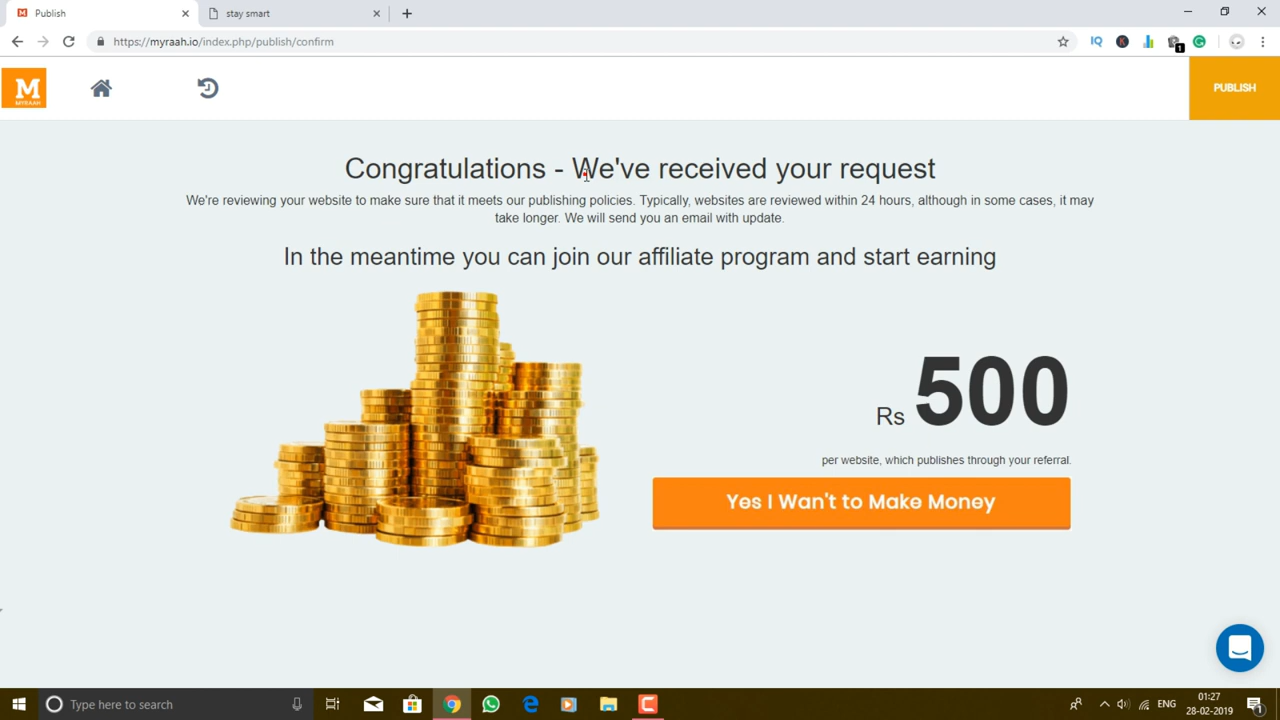 Publish
stay smart
https://myraah.io/index.php/publish/confirm
M
MYRAAH
PUBLISH
Congratulations - We've received your request
We're reviewing your website to make sure that it meets our publishing policies. Typically, websites are reviewed within 24 hours, although in some cases, it may
take longer. We will send you an email with update.
In the meantime you can join our affiliate program and start earning
Rs 500
per website, which publishes through your referral.
Yes I Wan't to Make Money
Type here to search
ENG
01:27
28-02-2019